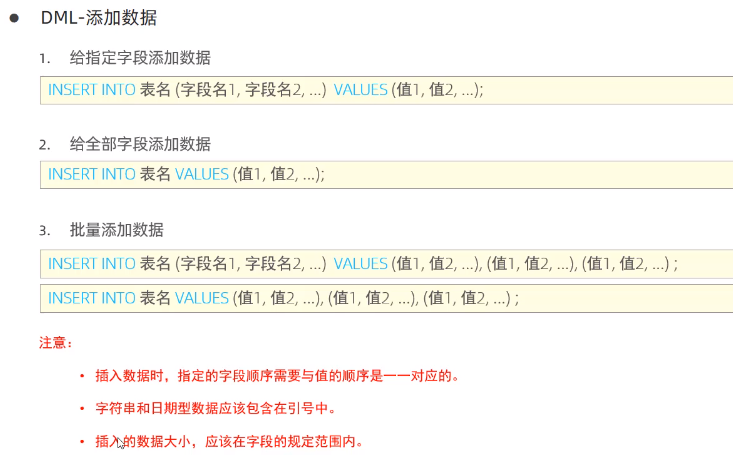 ● DML-添加数据
1. 给指定字段添加数据
INSERT INTO 表名 (字段名1, 字段名2, ...) VALUES (值1, 值2, ...);
2. 给全部字段添加数据
INSERT INTO 表名 VALUES (值1, 值2, ...);
3. 批量添加数据
INSERT INTO 表名 (字段名1, 字段名2, ...) VALUES (值1, 值2, ...), (值1, 值2, ...), (值1, 值2, ...) ;
INSERT INTO 表名 VALUES (值1, 值2, ...), (值1, 值2, ...), (值1, 值2, ...) ;
注意：
• 插入数据时，指定的字段顺序需要与值的顺序是一一对应的。
• 字符串和日期型数据应该包含在引号中。
• 插入的数据大小，应该在字段的规定范围内。